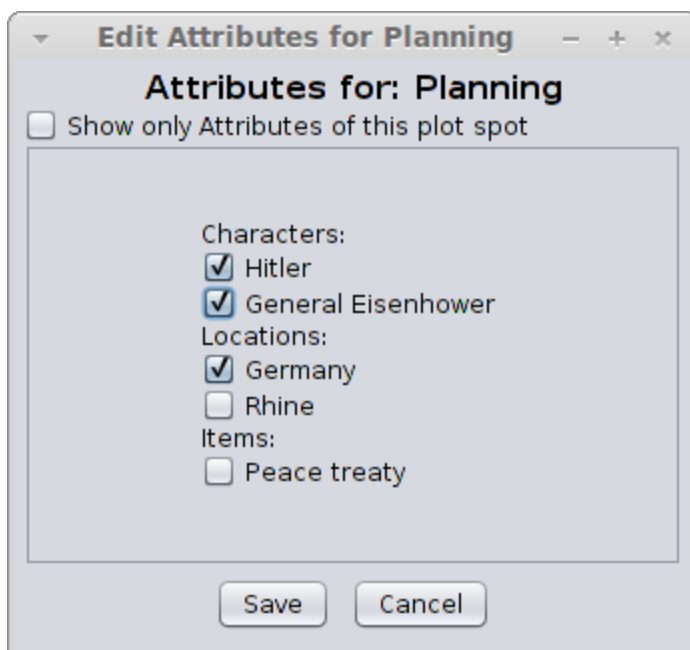 Edit Attributes for Planning
Attributes for: Planning
Show only Attributes of this plot spot
Characters:
Hitler
General Eisenhower
Locations:
Germany
Rhine
Items:
Peace treaty
Save Cancel